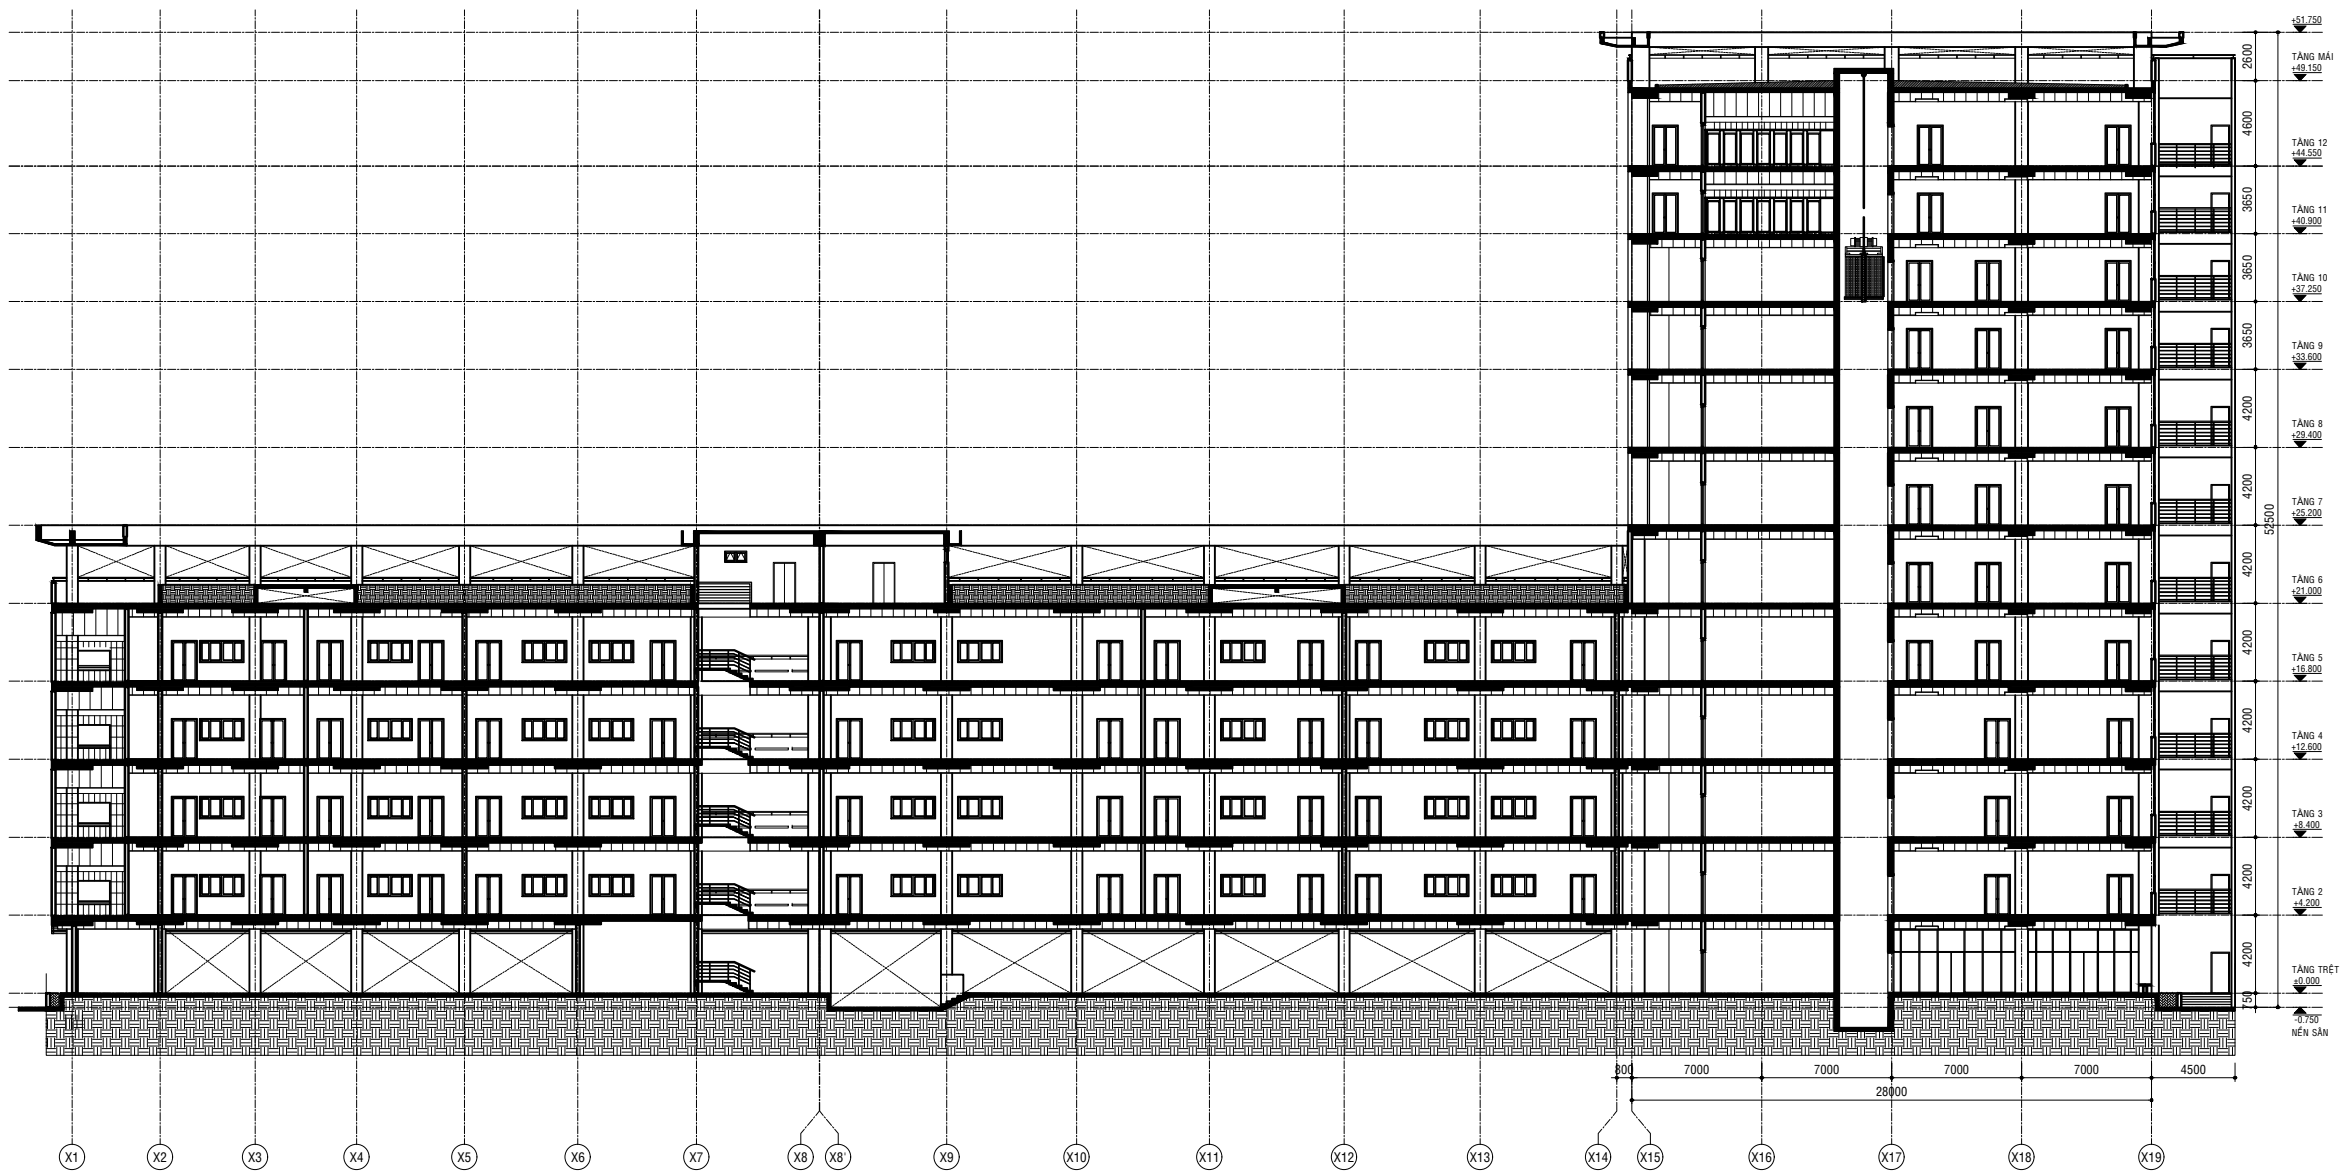 +51.750
2600
TẦNG MÁI
+49.150
4600
TẦNG 12
+44.550
3650
TẦNG 11
+40.900
3650
TẦNG 10
+37.250
3650
TẦNG 9
+33.600
4200
TẦNG 8
+29.400
4200
TẦNG 7
+25.200
52500
4200
TẦNG 6
+21.000
4200
TẦNG 5
+16.800
4200
TẦNG 4
+12.600
4200
TẦNG 3
+8.400
4200
TẦNG 2
+4.200
4200
TẦNG TRỆT
±0.000
750
-0.750
NỀN SÂN
800 7000 7000 7000 7000 4500
28000
X1 X2 X3 X4 X5 X6 X7 X8 X8' X9 X10 X11 X12 X13 X14 X15 X16 X17 X18 X19